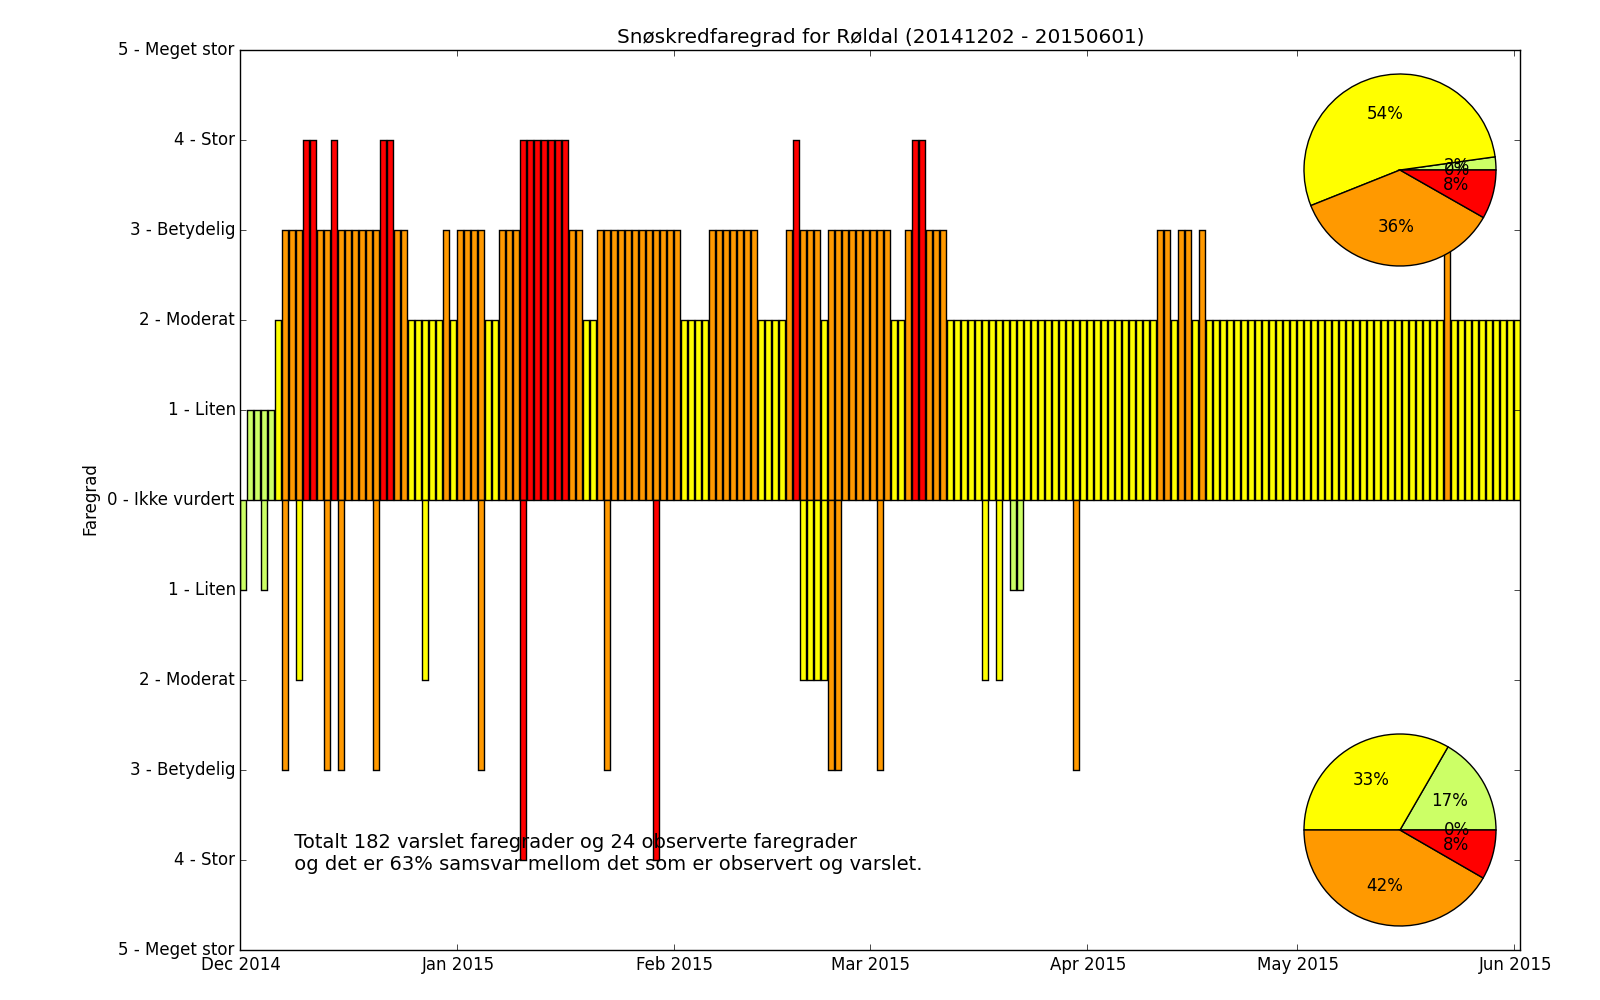 Snøskredfaregrad for Røldal (20141202 - 20150601)
5 - Meget stor
4 - Stor
3 - Betydelig
2 - Moderat
1 - Liten
0 - Ikke vurdert
1 - Liten
2 - Moderat
3 - Betydelig
4 - Stor
5 - Meget stor
Faregrad
54%
2%
0%
8%
36%
33%
17%
0%
8%
42%
Totalt 182 varslet faregrader og 24 observerte faregrader
og det er 63% samsvar mellom det som er observert og varslet.
Dec 2014
Jan 2015
Feb 2015
Mar 2015
Apr 2015
May 2015
Jun 2015